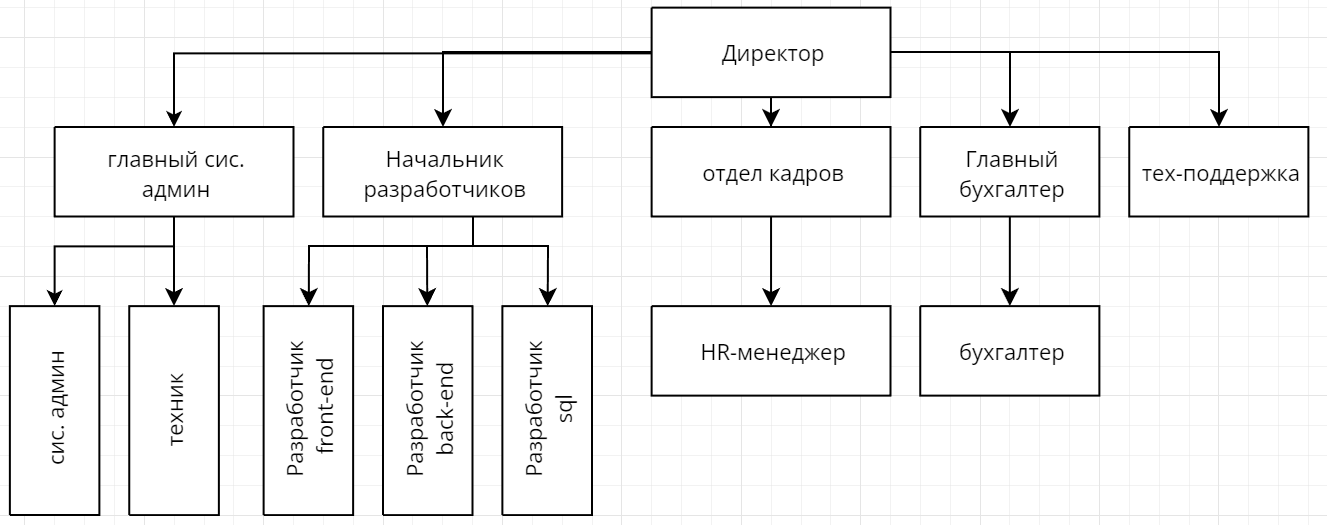 Директор
главный сис.
админ
Начальник
разработчиков
отдел кадров
Главный
бухгалтер
тех-поддержка
сис. админ
техник
Разработчик
front-end
Разработчик
back-end
Разработчик
sql
HR-менеджер
бухгалтер